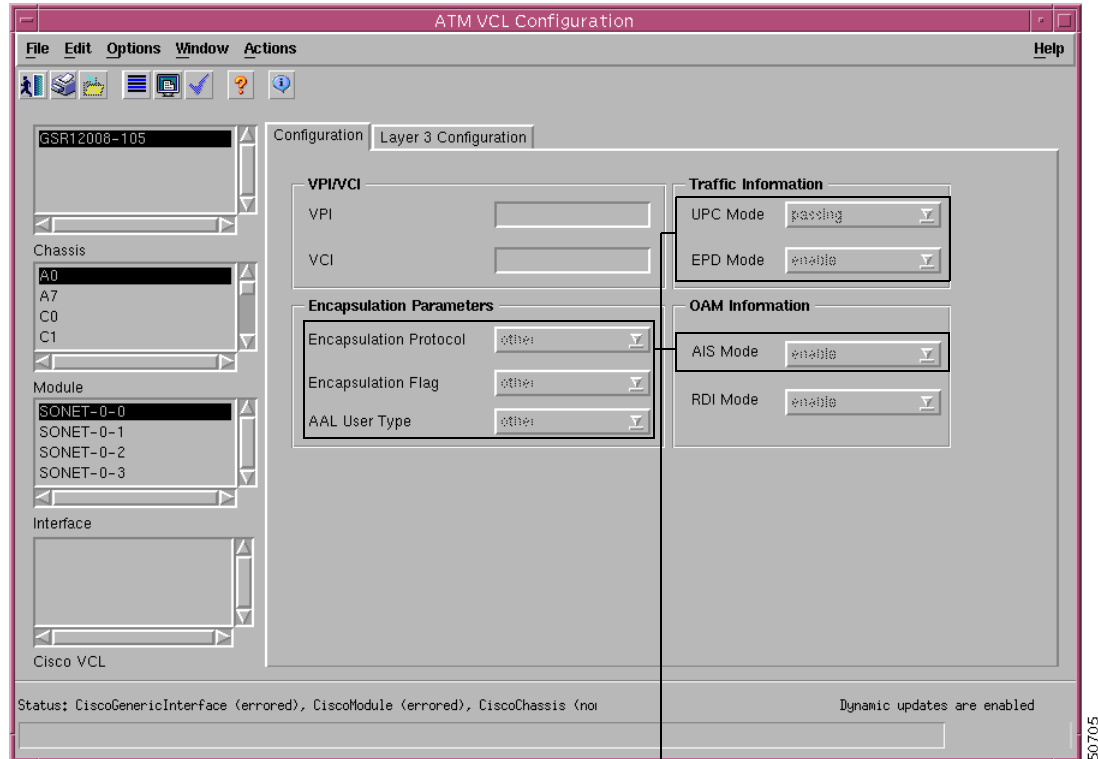 ATM VCL Configuration
File Edit Options Window Actions Help
GSR12008-105
Chassis
A0
A7
C0
C1
Module
SONET-0-0
SONET-0-1
SONET-0-2
SONET-0-3
Interface
Cisco VCL
Configuration Layer 3 Configuration
VPI/VCI
VPI
VCI
Traffic Information
UPC Mode passing
EPD Mode enable
Encapsulation Parameters
Encapsulation Protocol other
Encapsulation Flag other
AAL User Type other
OAM Information
AIS Mode enable
RDI Mode enable
Status: CiscoGenericInterface (errored), CiscoModule (errored), CiscoChassis (nor
Dynamic updates are enabled
50705